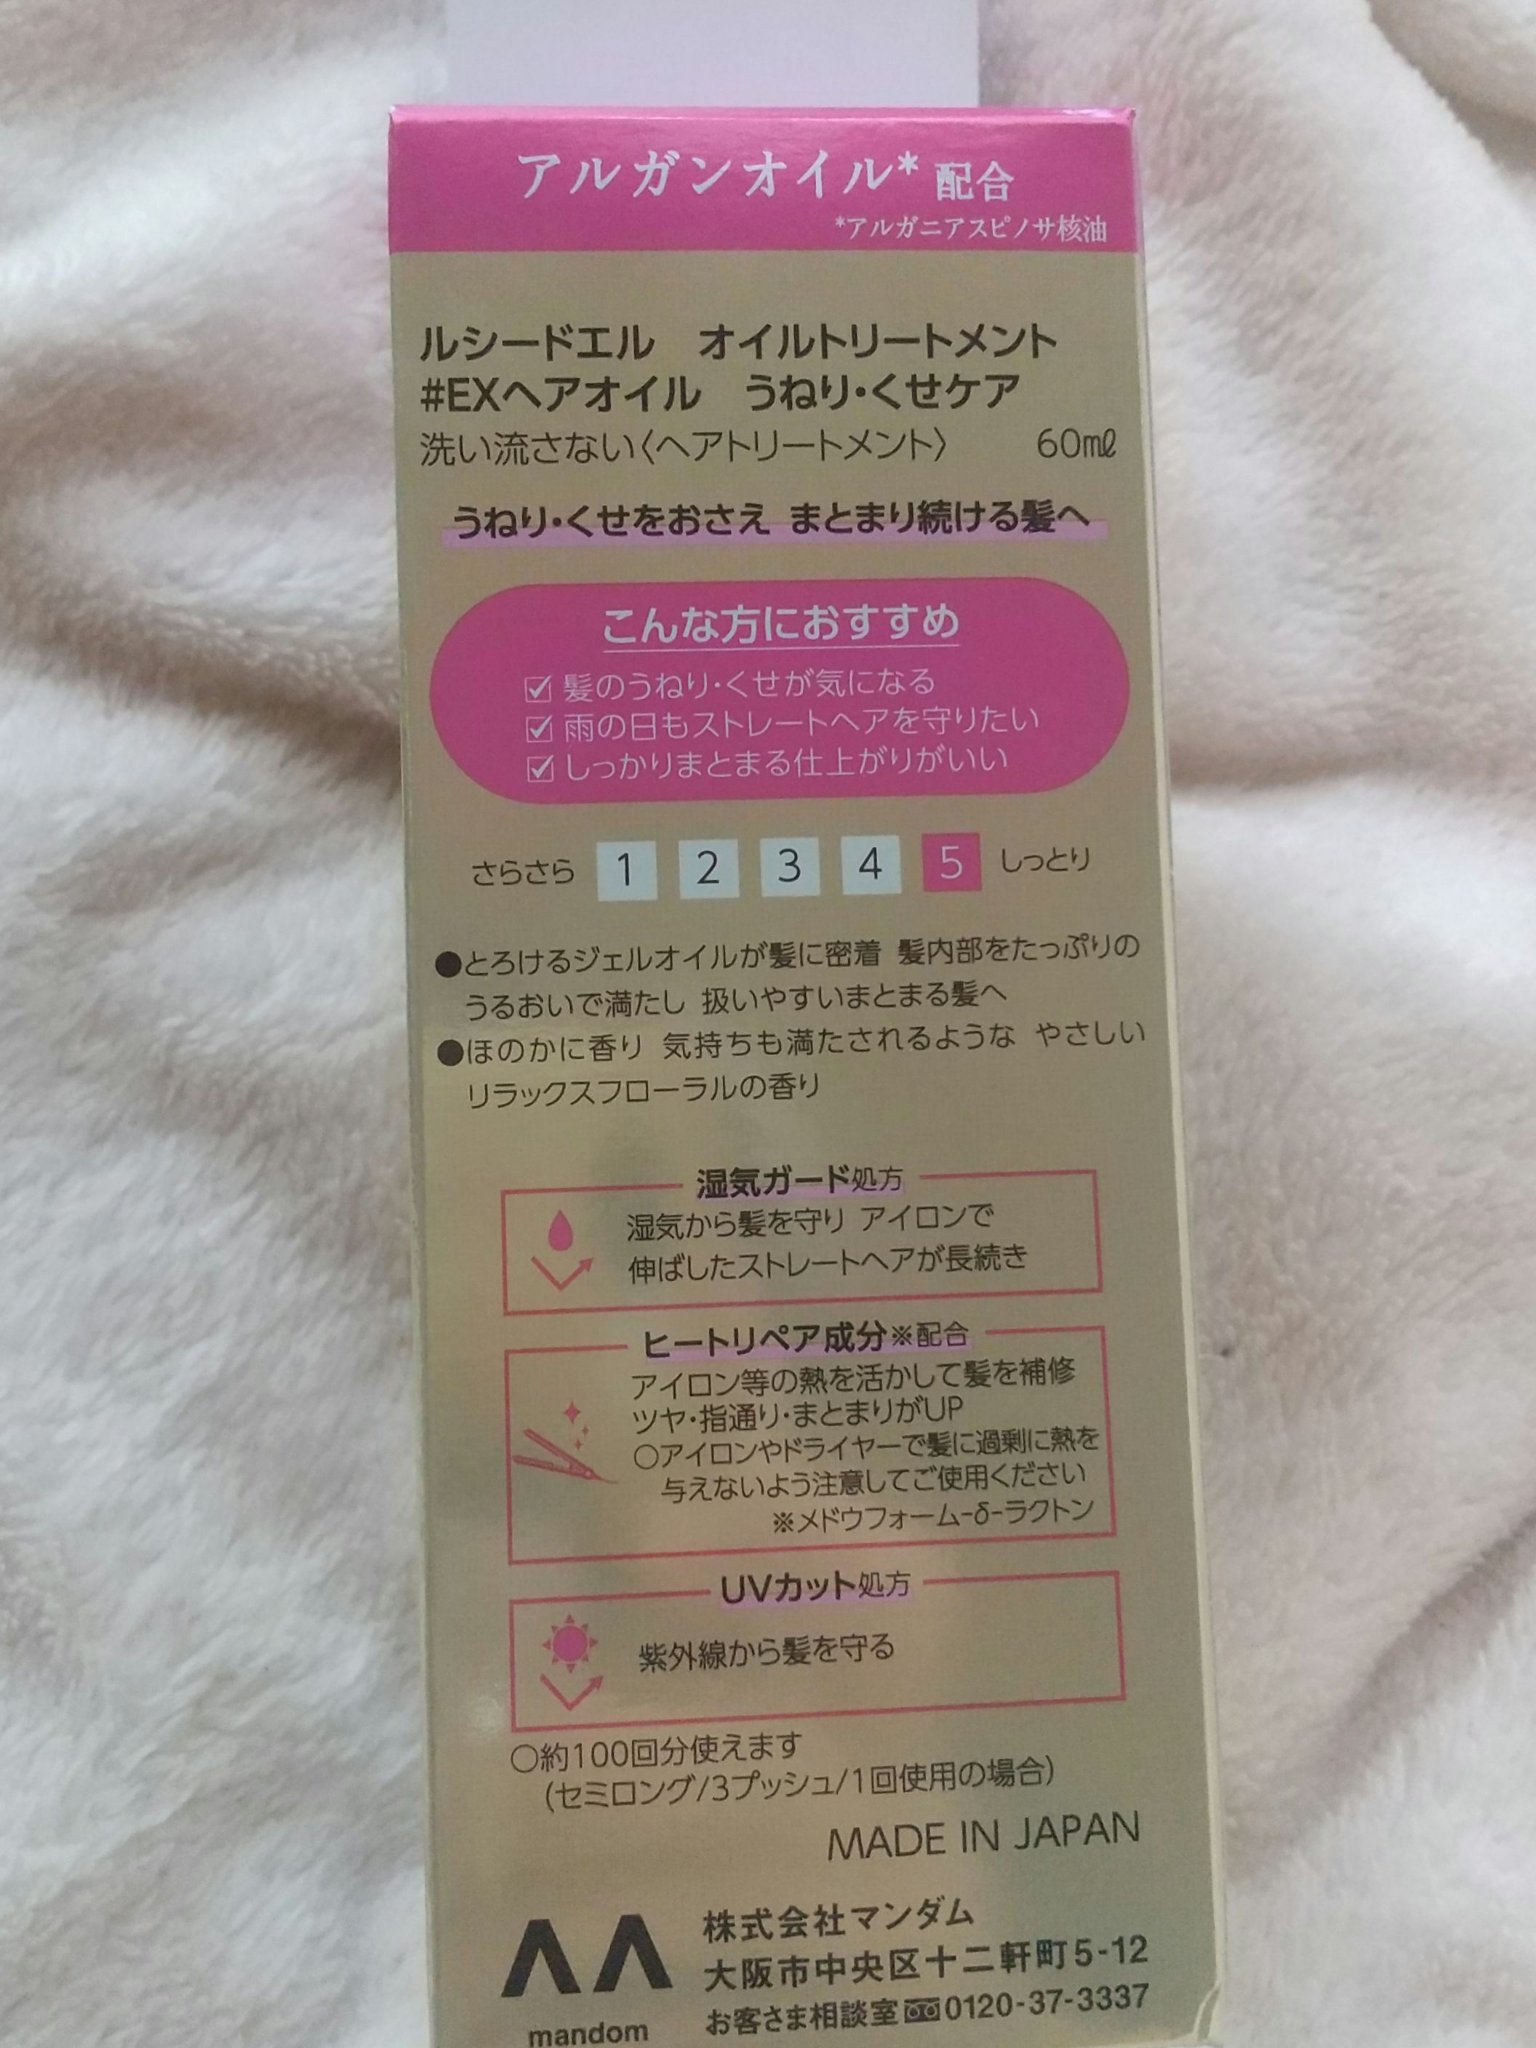 アルガンオイル*配合
*アルガニアスピノサ核油
ルシードエル オイルトリートメント
#EXヘアオイル うねり・くせケア
洗い流さない〈ヘアトリートメント〉 60㎖
うねり・くせをおさえ まとまり続ける髪へ
こんな方におすすめ
☑髪のうねり・くせが気になる
☑雨の日もストレートヘアを守りたい
☑しっかりまとまる仕上がりがいい
さらさら 1 2 3 4 5 しっとり
●とろけるジェルオイルが髪に密着 髪内部をたっぷりの
うるおいで満たし 扱いやすいまとまる髪へ
●ほのかに香り 気持ちも満たされるような やさしい
リラックスフローラルの香り
湿気ガード処方
湿気から髪を守り アイロンで
伸ばしたストレートヘアが長続き
ヒートリペア成分※配合
アイロン等の熱を活かして髪を補修
ツヤ・指通り・まとまりがUP
○アイロンやドライヤーで髪に過剰に熱を
与えないよう注意してご使用ください
※メドウフォーム-δ-ラクトン
UVカット処方
紫外線から髪を守る
○約100回分使えます
(セミロング/3プッシュ/1回使用の場合)
MADE IN JAPAN
株式会社マンダム
大阪市中央区十二軒町5-12
お客さま相談室 0120-37-3337
mandom